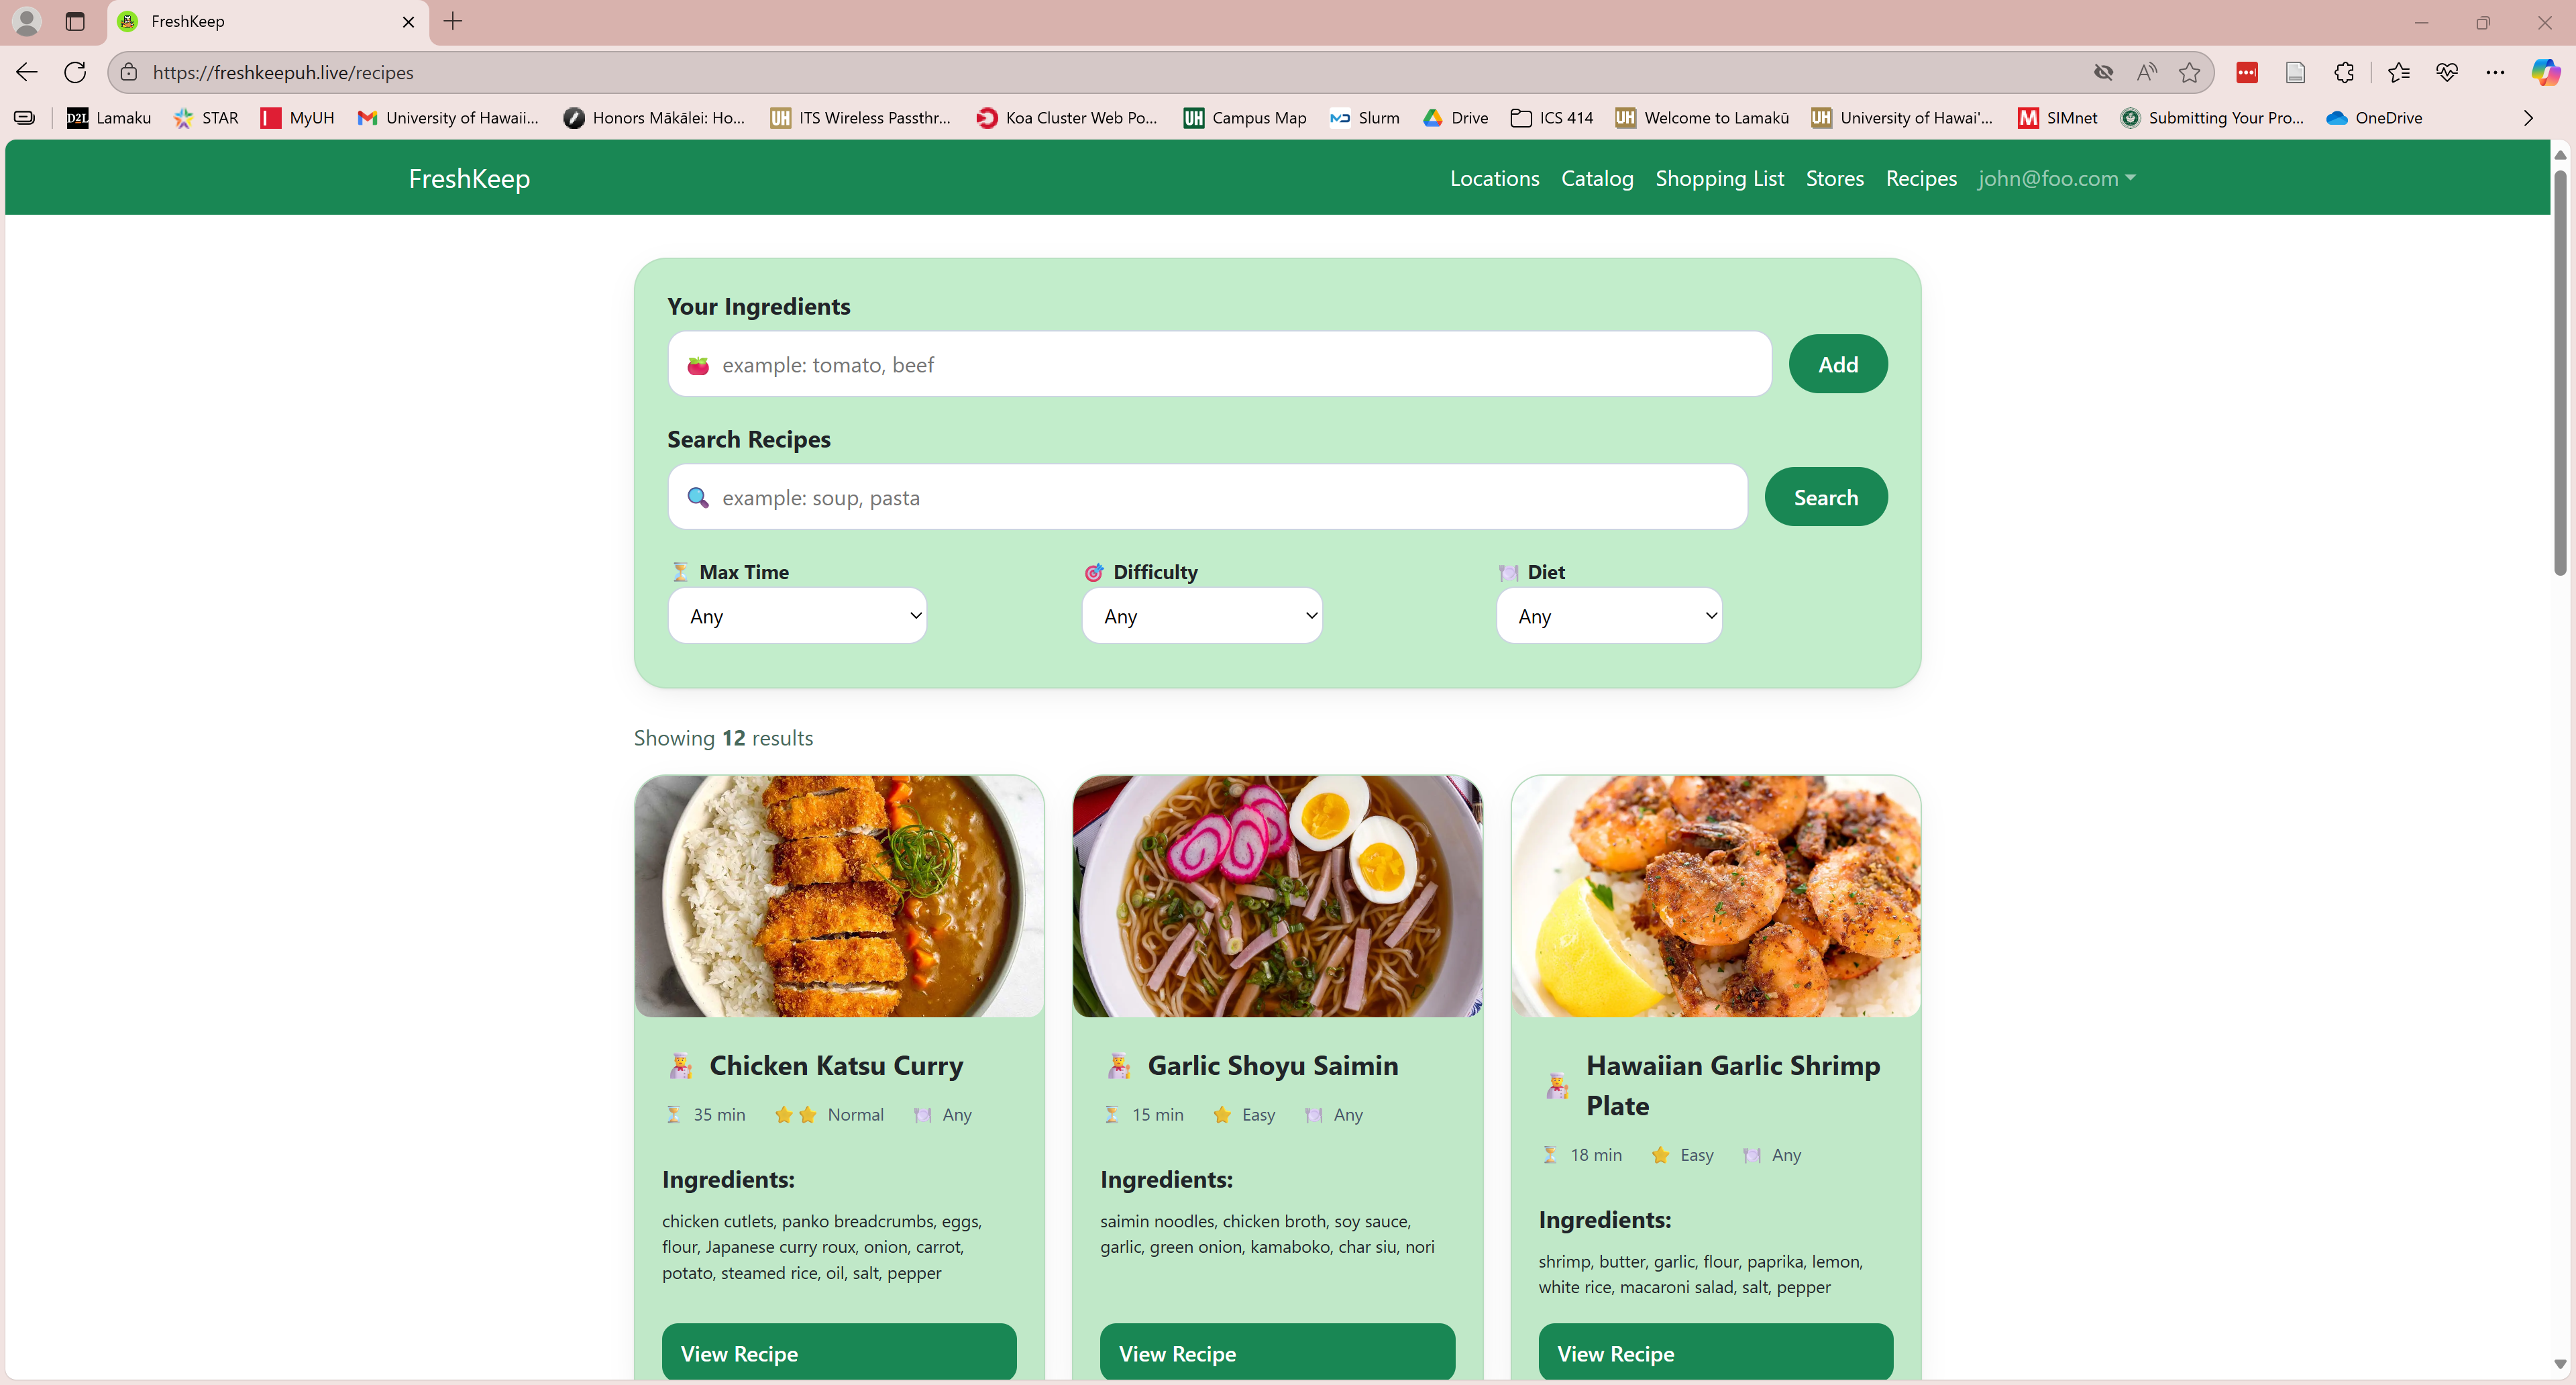 FreshKeep
https://freshkeepuh.live/recipes
D2L Lamaku STAR MyUH University of Hawaii... Honors Mākālei: Ho... UH ITS Wireless Passthr... Koa Cluster Web Po... UH Campus Map Slurm Drive ICS 414 UH Welcome to Lamakū UH University of Hawai'... M SIMnet Submitting Your Pro... OneDrive
FreshKeep Locations Catalog Shopping List Stores Recipes john@foo.com
Your Ingredients
example: tomato, beef Add
Search Recipes
example: soup, pasta Search
Max Time Difficulty Diet
Any Any Any
Showing 12 results
Chicken Katsu Curry
35 min Normal Any
Ingredients:
chicken cutlets, panko breadcrumbs, eggs,
flour, Japanese curry roux, onion, carrot,
potato, steamed rice, oil, salt, pepper
View Recipe
Garlic Shoyu Saimin
15 min Easy Any
Ingredients:
saimin noodles, chicken broth, soy sauce,
garlic, green onion, kamaboko, char siu, nori
View Recipe
Hawaiian Garlic Shrimp
Plate
18 min Easy Any
Ingredients:
shrimp, butter, garlic, flour, paprika, lemon,
white rice, macaroni salad, salt, pepper
View Recipe